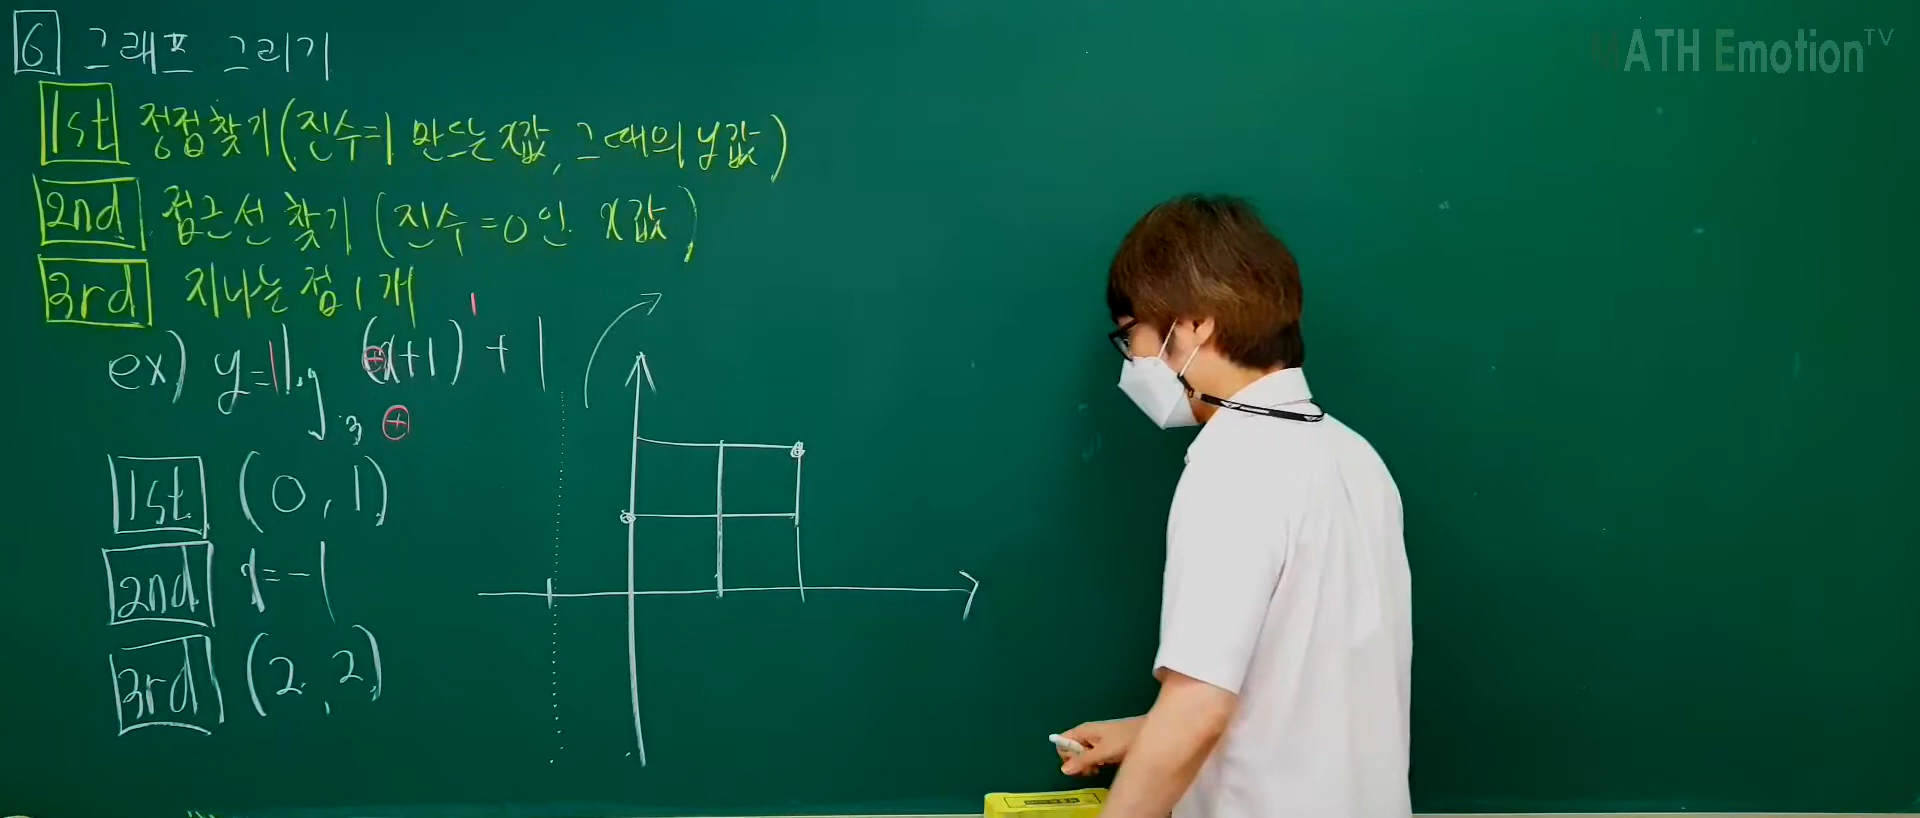 6 그래프 그리기
MATH Emotion TV
1st 정점찾기(진수=1 만드는 x값, 그때의 y값)
2nd 점근선 찾기 (진수=0인 x값)
3rd 지나는 점 1개
1
ex) y=log₃(x+1)+1
1 ⊕
⊕
1st (0, 1)
2nd x=-1
3rd (2, 2)